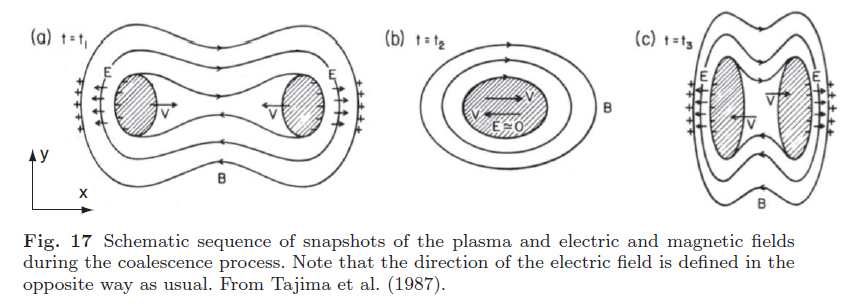 (a) t=t₁
(b) t=t₂
(c) t=t₃
E
E
V
V
B
y
x
V
V
E≃0
B
E
E
V
V
B
Fig. 17 Schematic sequence of snapshots of the plasma and electric and magnetic fields
during the coalescence process. Note that the direction of the electric field is defined in the
opposite way as usual. From Tajima et al. (1987).